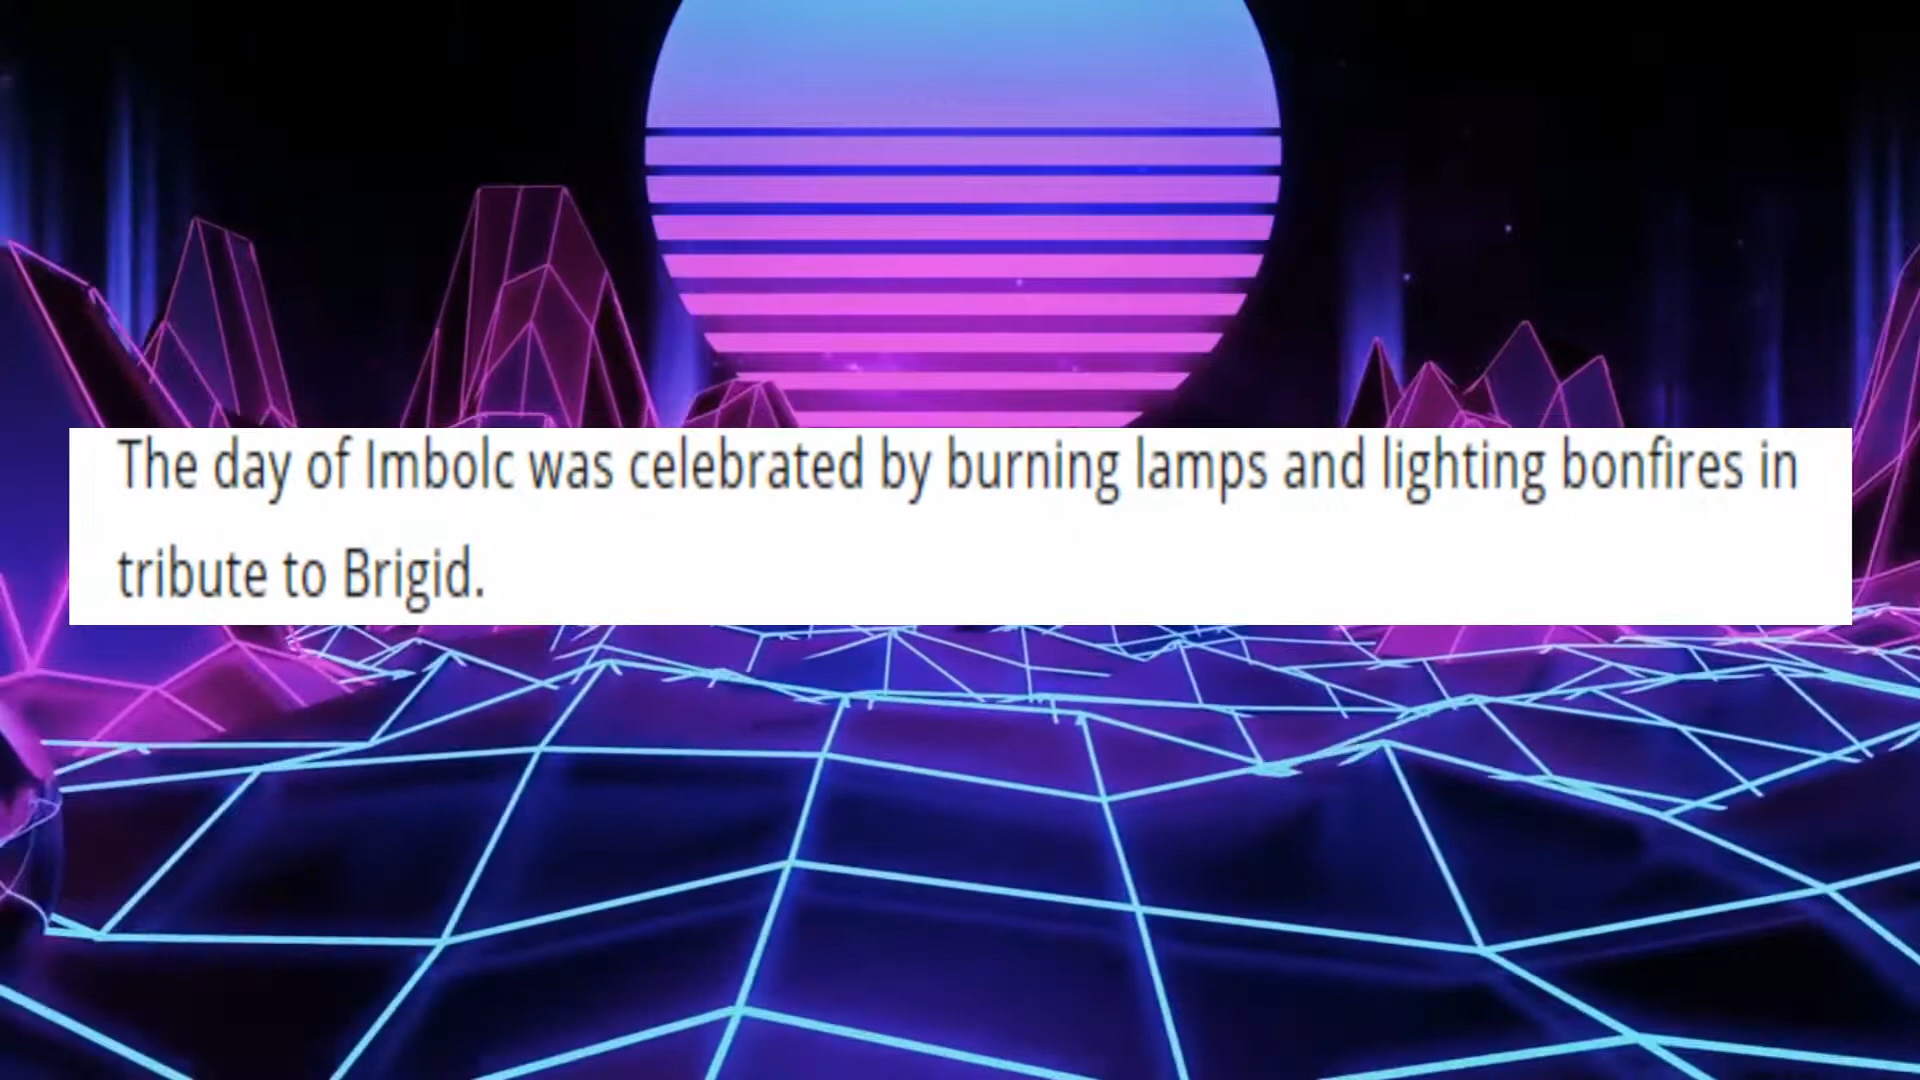 The day of Imbolc was celebrated by burning lamps and lighting bonfires in
tribute to Brigid.